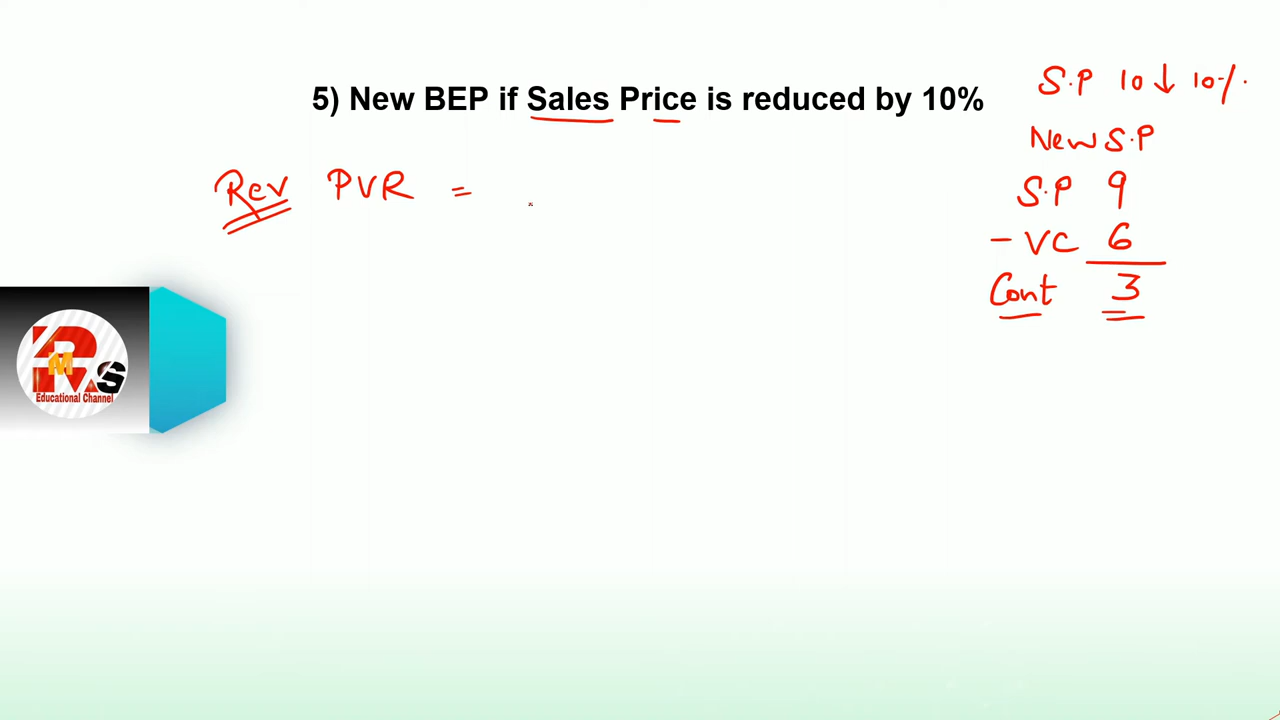 5) New BEP if Sales Price is reduced by 10%
S.P 10 ↓ 10%
New S.P
S.P 9
- VC 6
Cont 3
Rev PVR =
RMS
Educational Channel